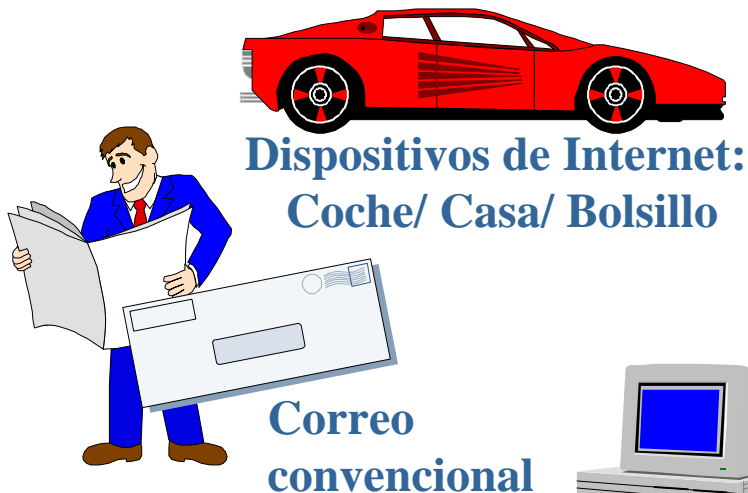 Dispositivos de Internet:
Coche/ Casa/ Bolsillo
Correo
convencional